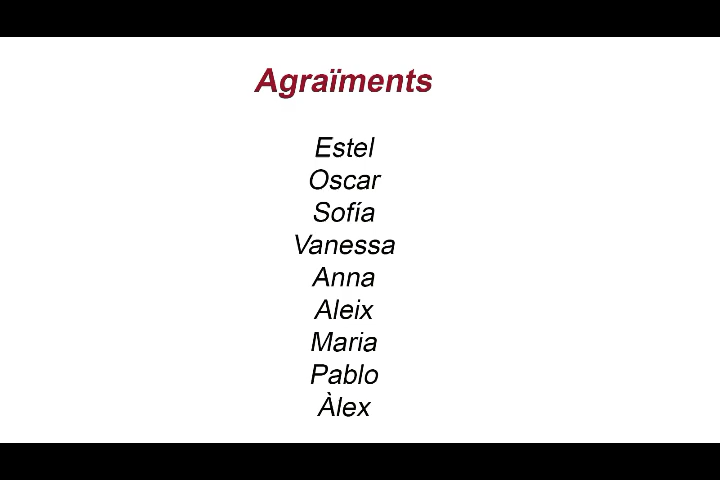 Agraïments
Estel
Oscar
Sofía
Vanessa
Anna
Aleix
Maria
Pablo
Àlex